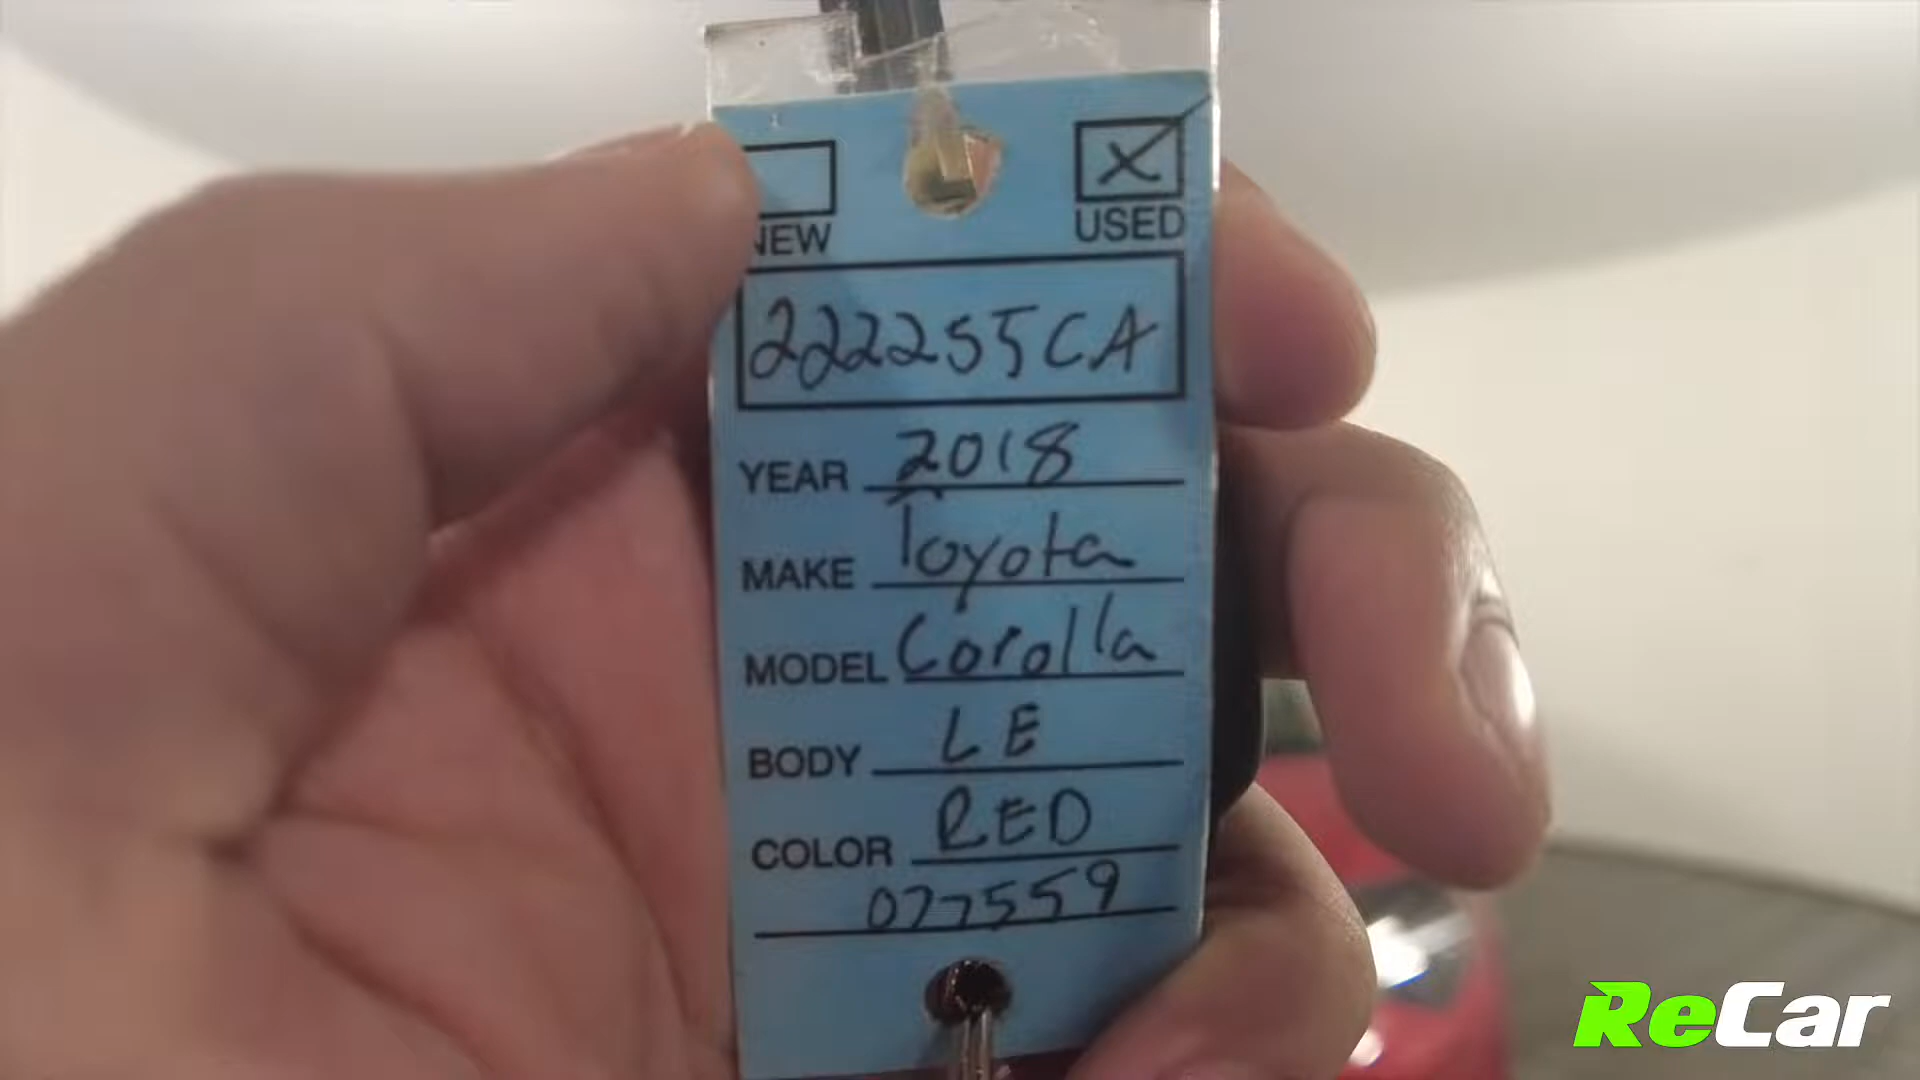 X
NEW USED
222255CA
YEAR 2018
MAKE Toyota
MODEL Corolla
BODY LE
COLOR RED
077559
ReCar